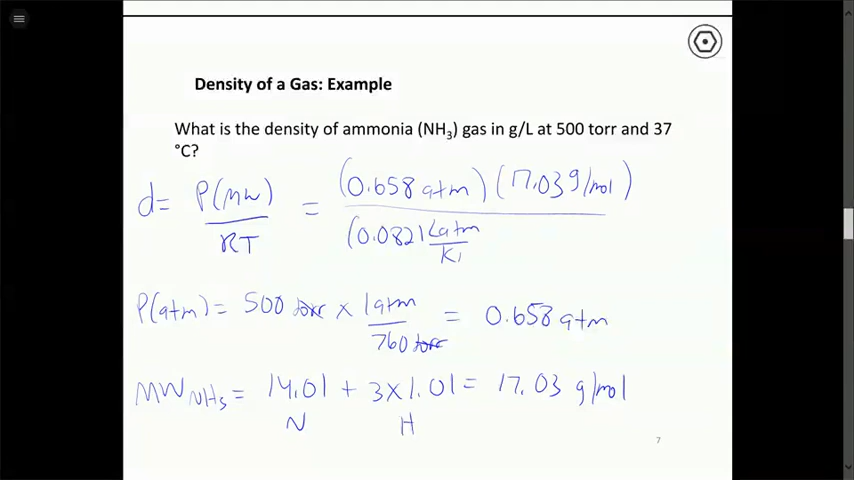 Density of a Gas: Example
What is the density of ammonia (NH₃) gas in g/L at 500 torr and 37
°C?
d = P(MW) / RT = (0.658 atm)(17.03 g/mol) / (0.0821 L atm / K
P(atm) = 500 torr × 1 atm / 760 torr = 0.658 atm
MW NH₃ = 14.01 + 3 × 1.01 = 17.03 g/mol
N H
7